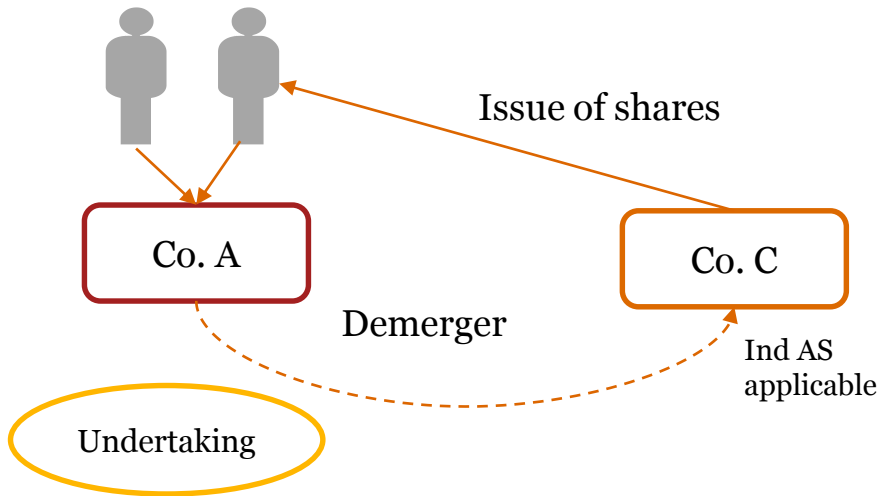 Issue of shares
Co. A
Co. C
Demerger
Ind AS
applicable
Undertaking